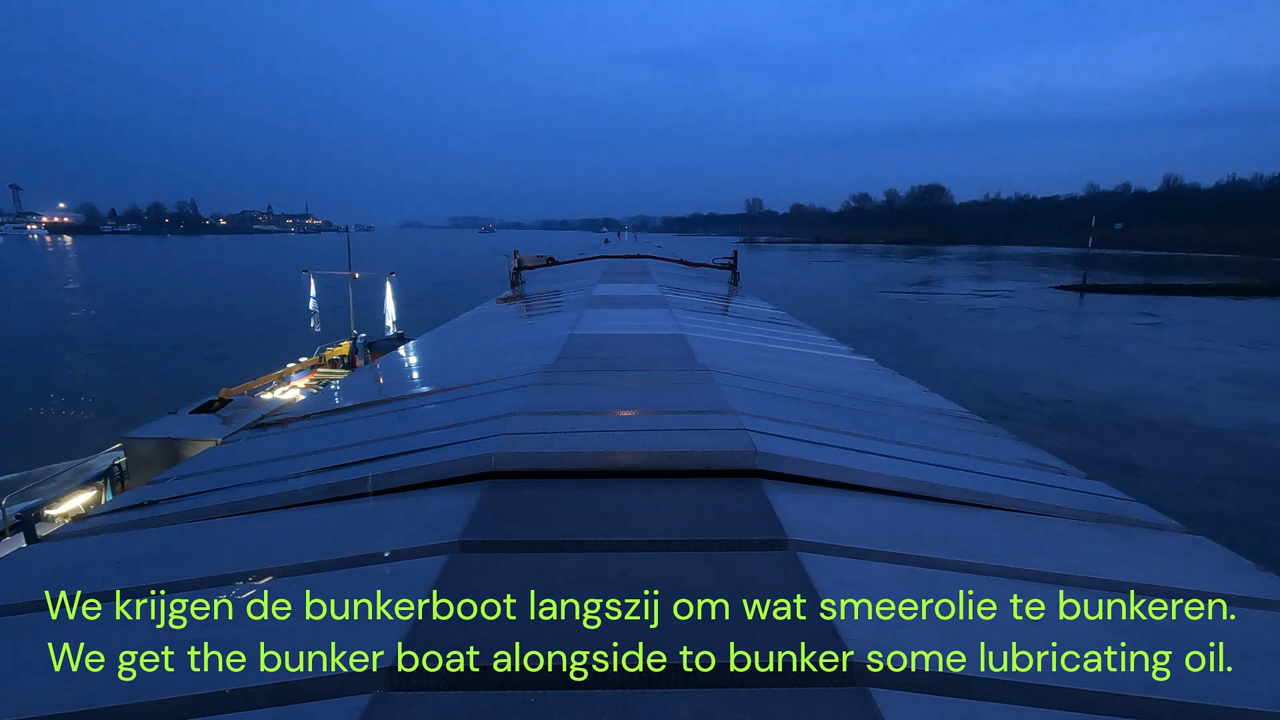 We krijgen de bunkerboot langszij om wat smeerolie te bunkeren.
We get the bunker boat alongside to bunker some lubricating oil.